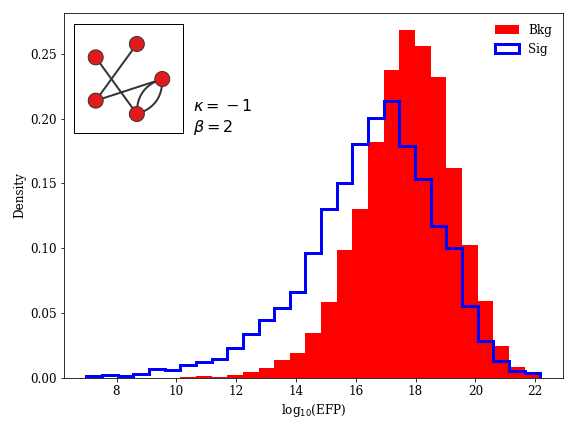 Bkg
Sig
κ = −1
β = 2
0.25
0.20
0.15
0.10
0.05
0.00
Density
8 10 12 14 16 18 20 22
log₁₀(EFP)